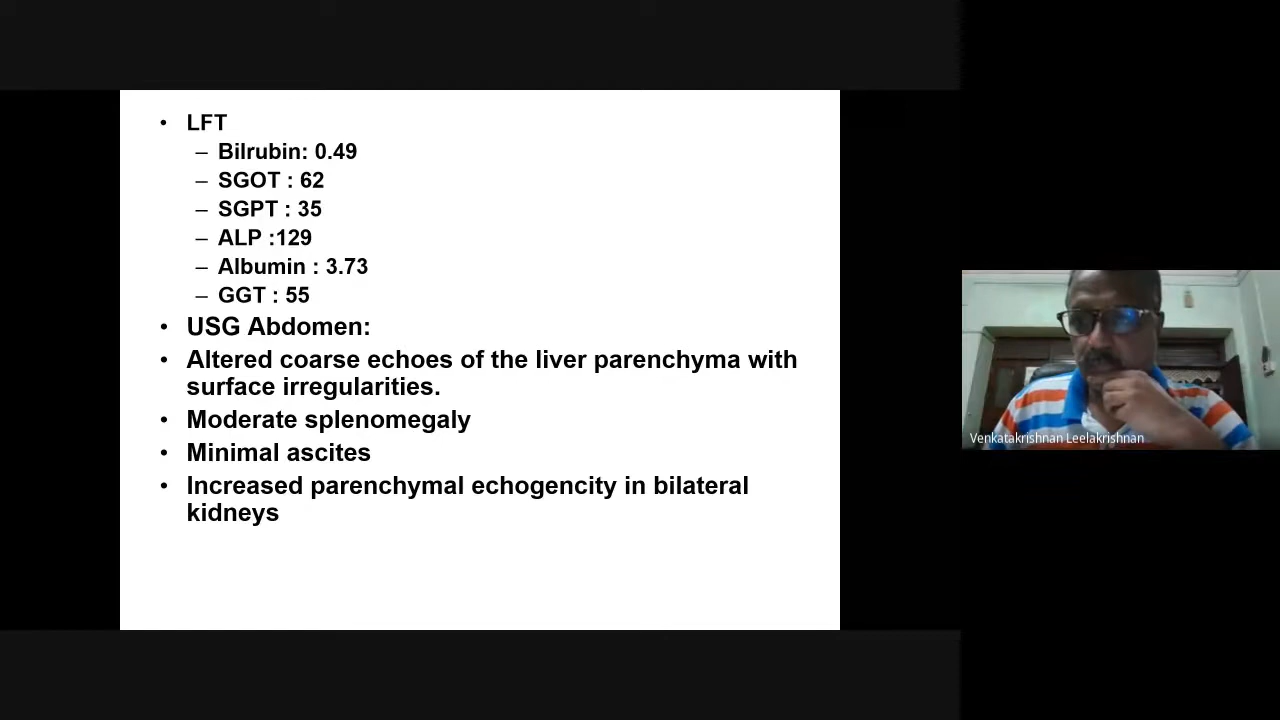 • LFT
– Bilrubin: 0.49
– SGOT : 62
– SGPT : 35
– ALP :129
– Albumin : 3.73
– GGT : 55
• USG Abdomen:
• Altered coarse echoes of the liver parenchyma with
surface irregularities.
• Moderate splenomegaly
• Minimal ascites
• Increased parenchymal echogencity in bilateral
kidneys
Venkatakrishnan Leelakrishnan